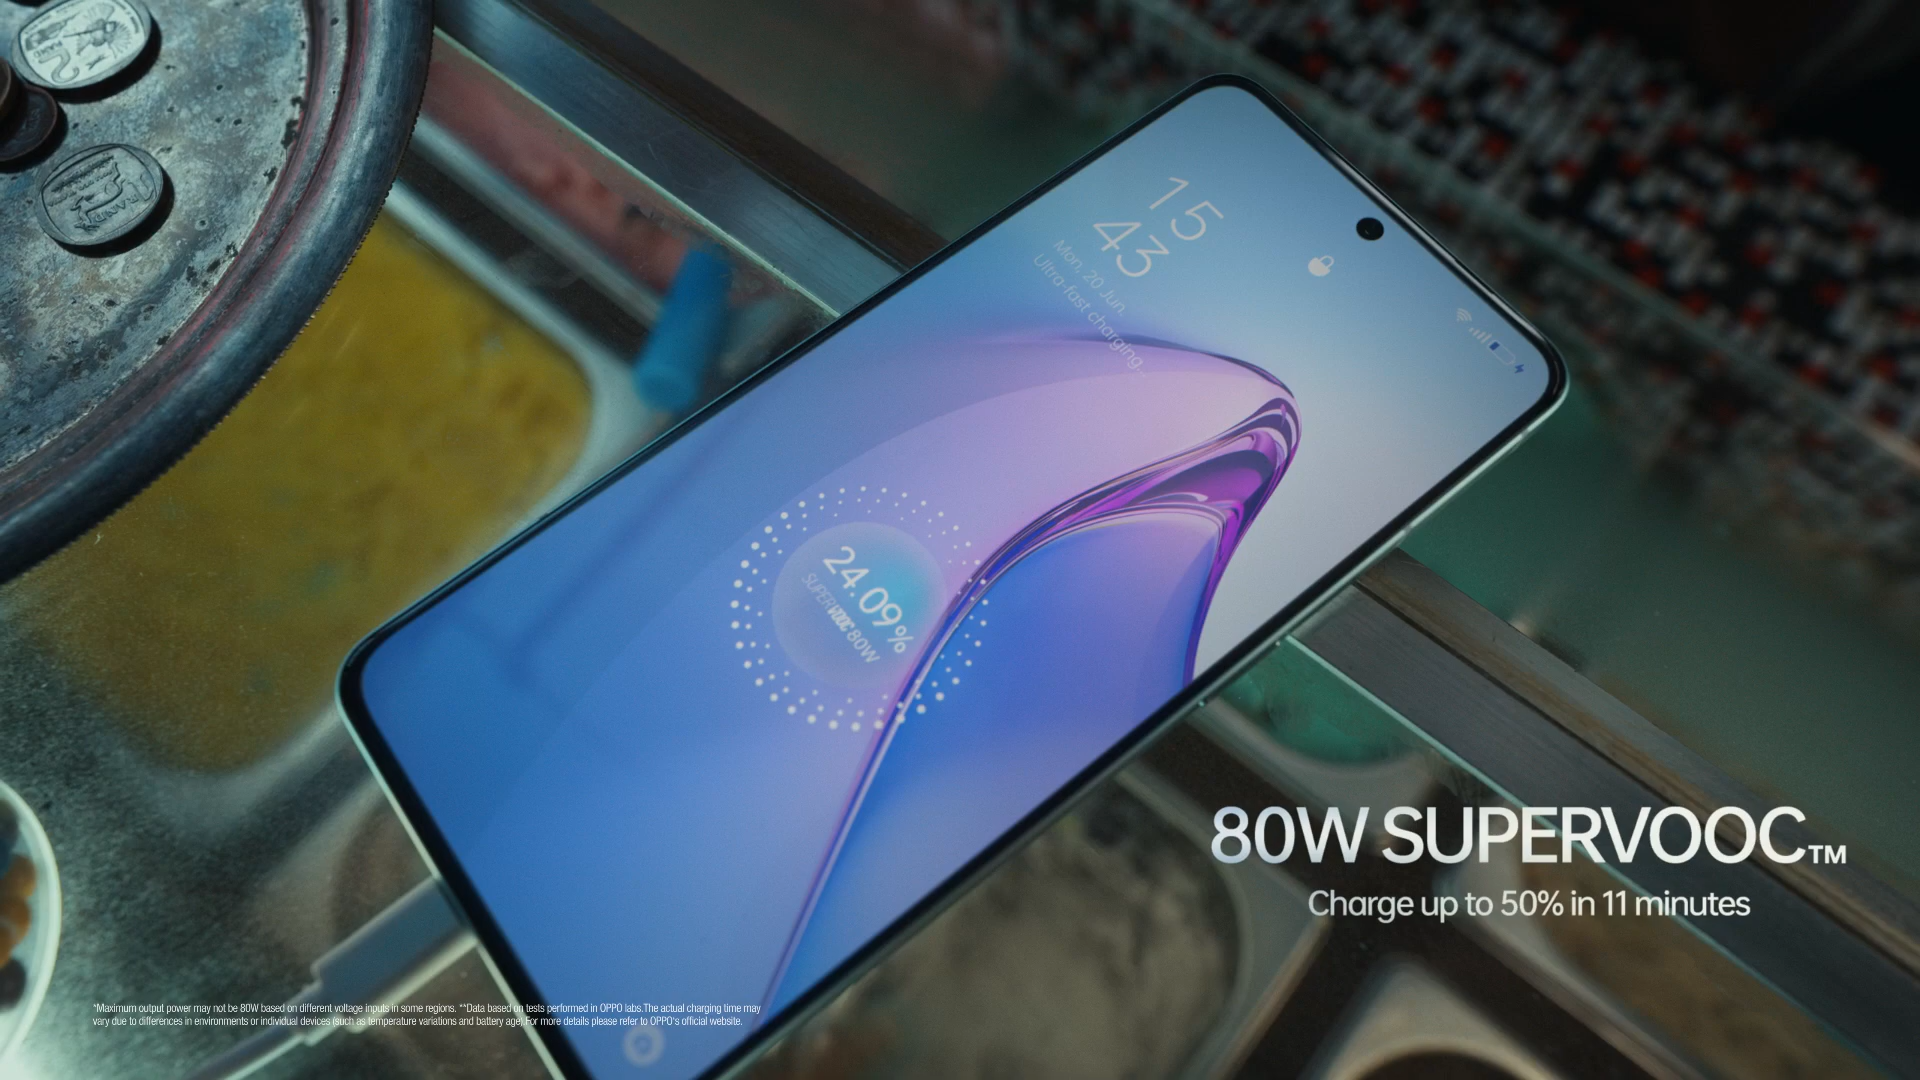 RAND
RAND
15
43
Mon, 20 Jun.
Ultra-fast charging...
24.09%
SUPERVOOC 80W
80W SUPERVOOC™
Charge up to 50% in 11 minutes
*Maximum output power may not be 80W based on different voltage inputs in some regions. **Data based on tests performed in OPPO labs.The actual charging time may
vary due to differences in environments or individual devices (such as temperature variations and battery age).For more details please refer to OPPO's official website.